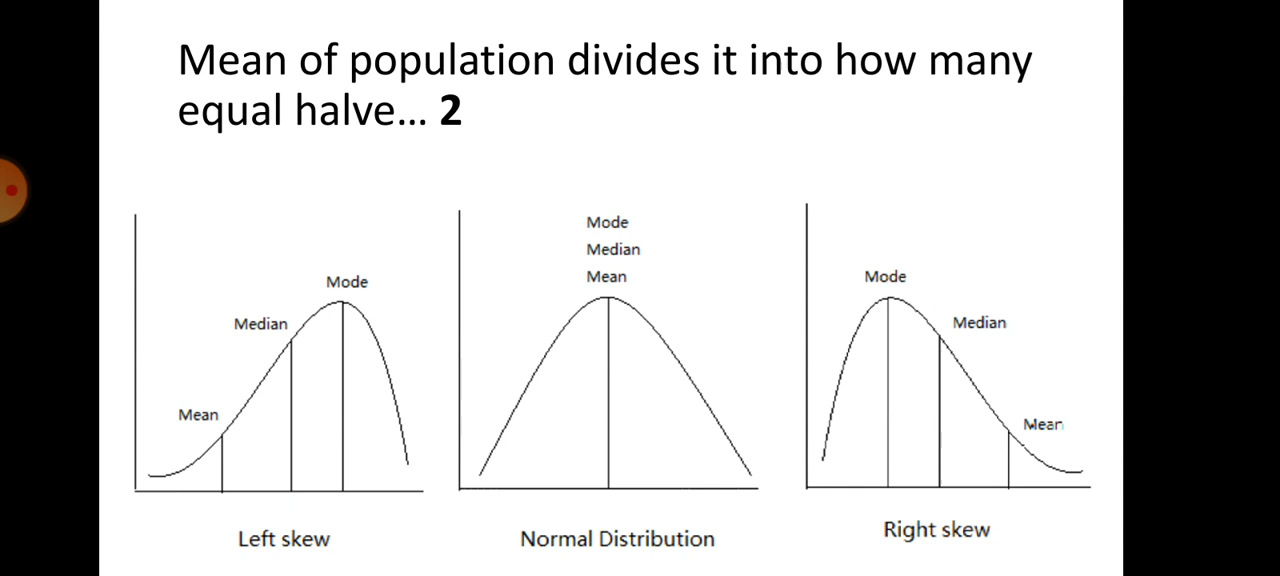 Mean of population divides it into how many
equal halve... 2
Mode
Median
Mean
Left skew
Mode
Median
Mean
Normal Distribution
Mode
Median
Mean
Right skew